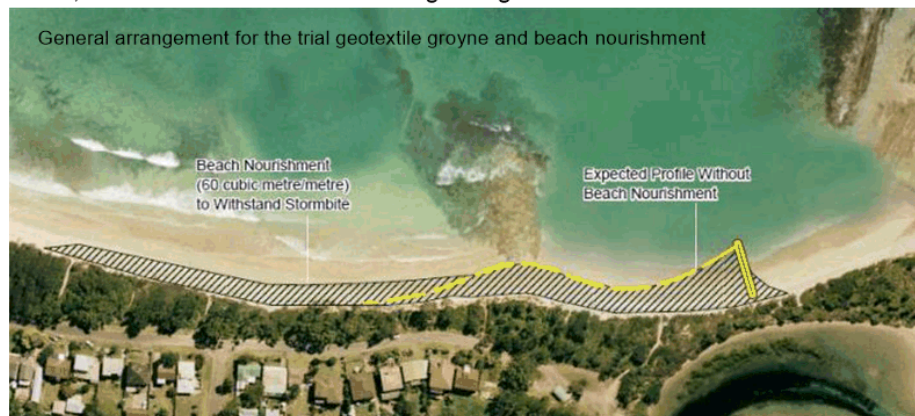 General arrangement for the trial geotextile groyne and beach nourishment
Beach Nourishment
(60 cubic metre/metre)
to Withstand Stormbite
Expected Profile Without
Beach Nourishment